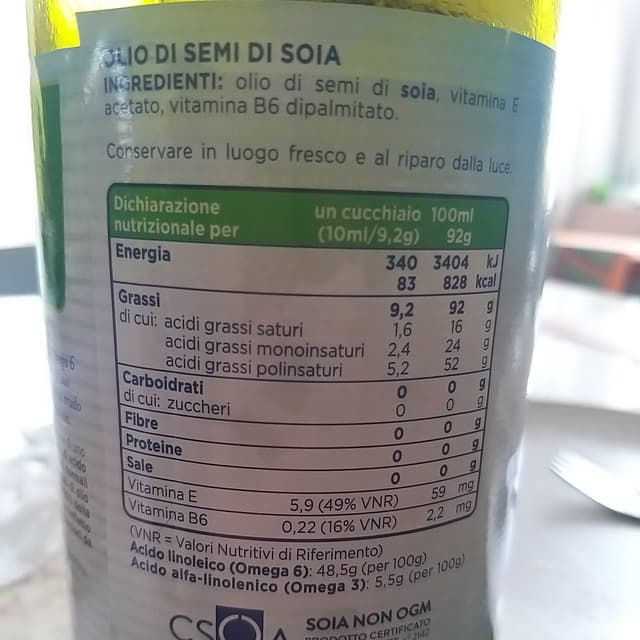 OLIO DI SEMI DI SOIA
INGREDIENTI: olio di semi di soia, vitamina E
acetato, vitamina B6 dipalmitato.
Conservare in luogo fresco e al riparo dalla luce.
Dichiarazione un cucchiaio 100ml
nutrizionale per (10ml/9,2g) 92g
Energia 340 3404 kJ
83 828 kcal
Grassi 9,2 92 g
di cui: acidi grassi saturi 1,6 16 g
acidi grassi monoinsaturi 2,4 24 g
acidi grassi polinsaturi 5,2 52 g
Carboidrati 0 0 g
di cui: zuccheri 0 0 g
Fibre 0 0 g
Proteine 0 0 g
Sale 0 0 g
Vitamina E 5,9 (49% VNR) 59 mg
Vitamina B6 0,22 (16% VNR) 2,2 mg
(VNR = Valori Nutritivi di Riferimento)
Acido linoleico (Omega 6): 48,5g (per 100g)
Acido alfa-linolenico (Omega 3): 5,5g (per 100g)
SOIA NON OGM
PRODOTTO CERTIFICATO